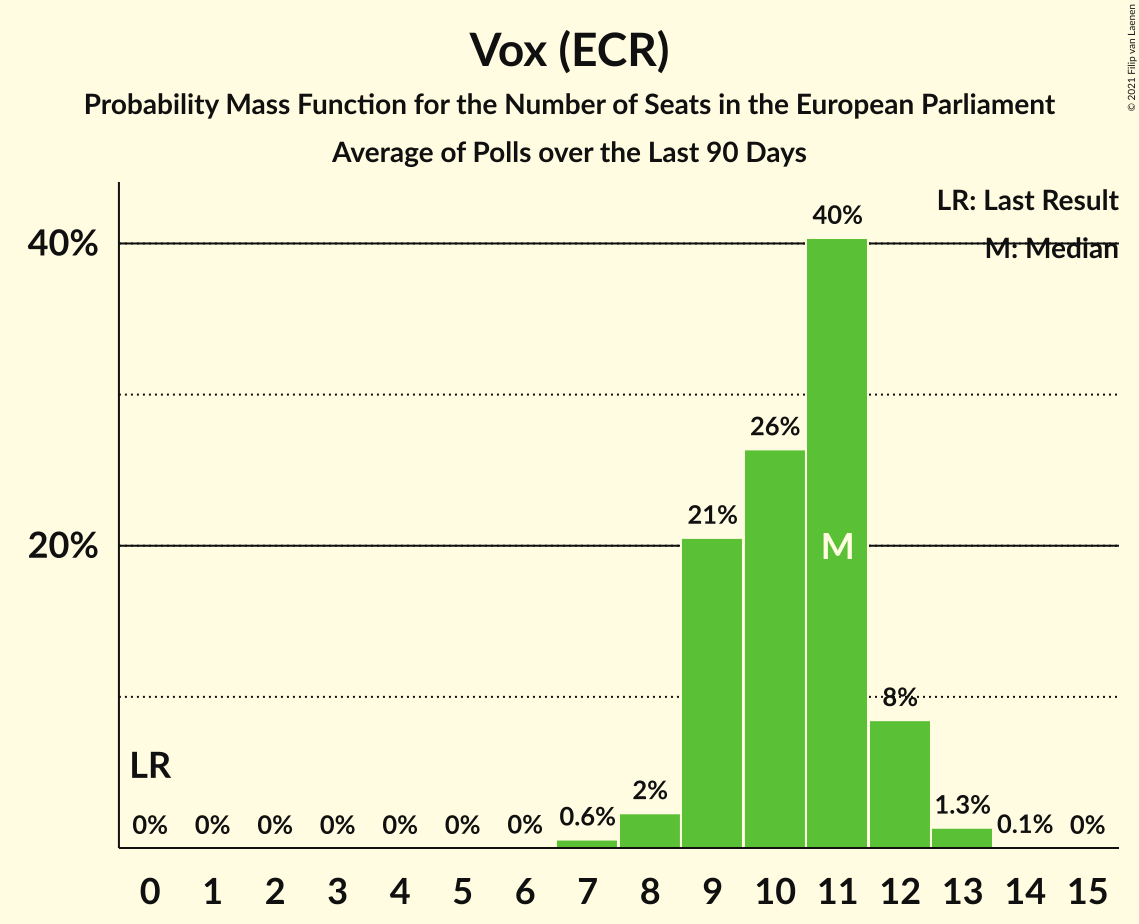 Vox (ECR)
Probability Mass Function for the Number of Seats in the European Parliament
Average of Polls over the Last 90 Days
© 2021 Filip van Laenen
LR: Last Result
M: Median
40%
20%
40%
26%
21%
M
8%
LR
2%
0% 0% 0% 0% 0% 0% 0% 0.6% 1.3% 0.1% 0%
0 1 2 3 4 5 6 7 8 9 10 11 12 13 14 15